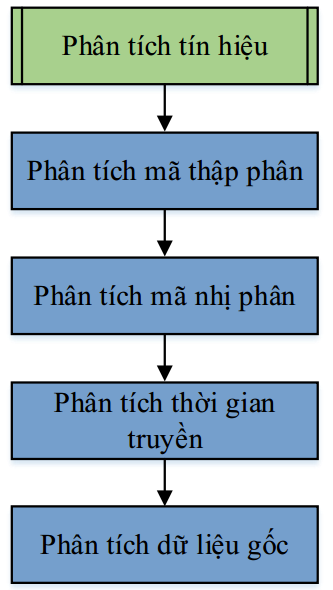 Phân tích tín hiệu
Phân tích mã thập phân
Phân tích mã nhị phân
Phân tích thời gian
truyền
Phân tích dữ liệu gốc